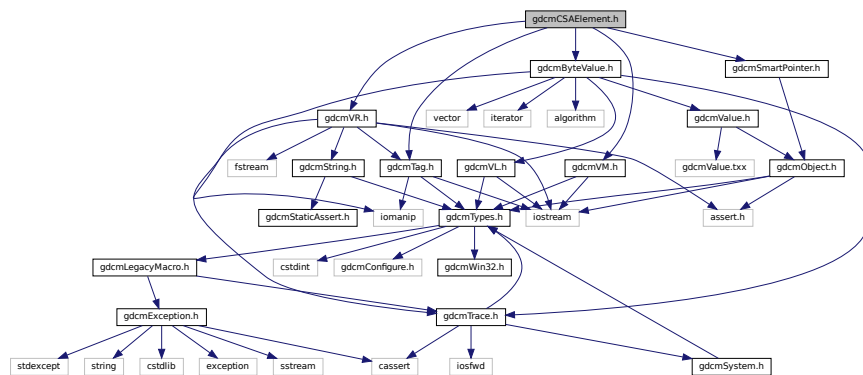 gdcmCSAElement.h
gdcmByteValue.h
gdcmSmartPointer.h
gdcmVR.h
vector
iterator
algorithm
gdcmValue.h
fstream
gdcmString.h
gdcmTag.h
gdcmVL.h
gdcmVM.h
gdcmValue.txx
gdcmObject.h
gdcmStaticAssert.h
iomanip
gdcmTypes.h
iostream
assert.h
gdcmLegacyMacro.h
cstdint
gdcmConfigure.h
gdcmWin32.h
gdcmException.h
gdcmTrace.h
stdexcept
string
cstdlib
exception
sstream
cassert
iosfwd
gdcmSystem.h